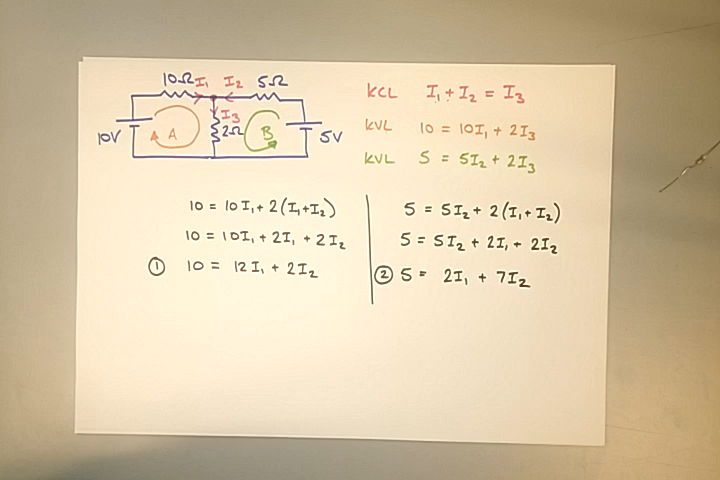 10Ω I₁ I₂ 5Ω
I₃
10V A 2Ω B 5V
KCL I₁ + I₂ = I₃
KVL 10 = 10I₁ + 2I₃
KVL 5 = 5I₂ + 2I₃
10 = 10I₁ + 2(I₁+I₂)
10 = 10I₁ + 2I₁ + 2I₂
① 10 = 12I₁ + 2I₂
5 = 5I₂ + 2(I₁+I₂)
5 = 5I₂ + 2I₁ + 2I₂
② 5 = 2I₁ + 7I₂